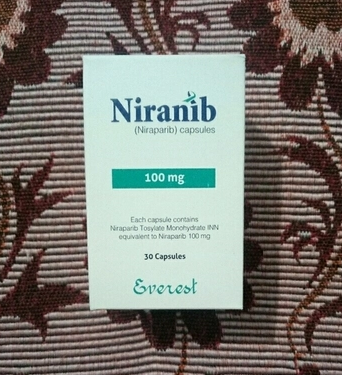 Niranib
(Niraparib) capsules
100 mg
Each capsule contains
Niraparib Tosylate Monohydrate INN
equivalent to Niraparib 100 mg
30 Capsules
Everest